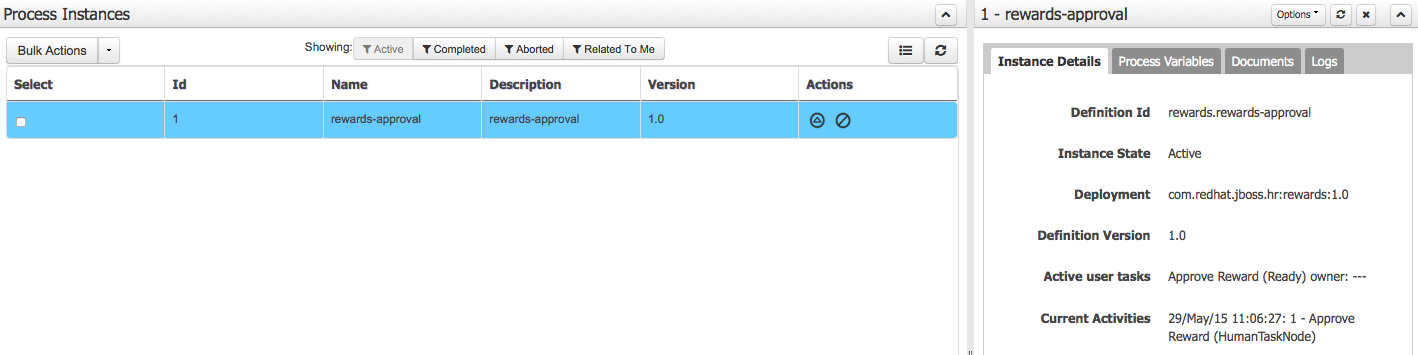 Process Instances
Bulk Actions
Showing: Active Completed Aborted Related To Me
Select Id Name Description Version Actions
1 rewards-approval rewards-approval 1.0
1 - rewards-approval
Options
Instance Details Process Variables Documents Logs
Definition Id rewards.rewards-approval
Instance State Active
Deployment com.redhat.jboss.hr:rewards:1.0
Definition Version 1.0
Active user tasks Approve Reward (Ready) owner: ---
Current Activities 29/May/15 11:06:27: 1 - Approve
Reward (HumanTaskNode)